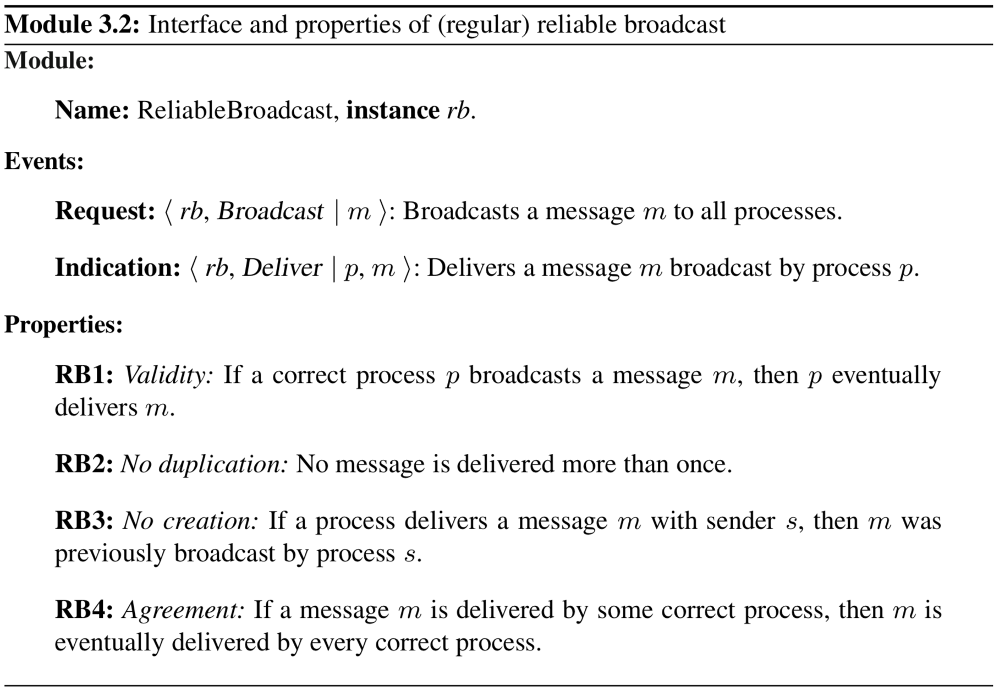 Module 3.2: Interface and properties of (regular) reliable broadcast
Module:
Name: ReliableBroadcast, instance rb.
Events:
Request: ⟨ rb, Broadcast | m ⟩: Broadcasts a message m to all processes.
Indication: ⟨ rb, Deliver | p, m ⟩: Delivers a message m broadcast by process p.
Properties:
RB1: Validity: If a correct process p broadcasts a message m, then p eventually
delivers m.
RB2: No duplication: No message is delivered more than once.
RB3: No creation: If a process delivers a message m with sender s, then m was
previously broadcast by process s.
RB4: Agreement: If a message m is delivered by some correct process, then m is
eventually delivered by every correct process.